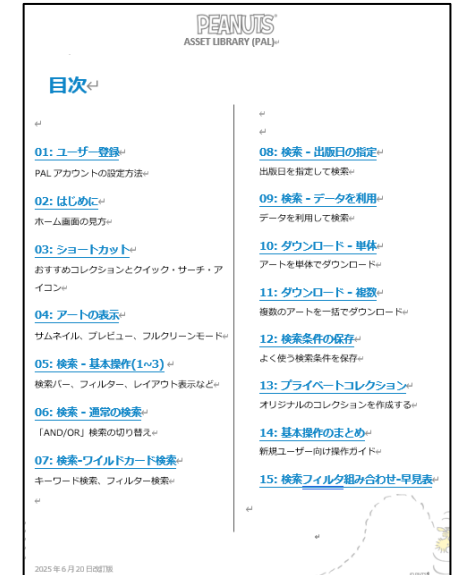 PEANUTS
ASSET LIBRARY (PAL)
目次
01: ユーザー登録
PAL アカウントの設定方法
02: はじめに
ホーム画面の見方
03: ショートカット
おすすめコレクションとクイック・サーチ・ア
イコン
04: アートの表示
サムネイル、プレビュー、フルクリーンモード
05: 検索 - 基本操作(1~3)
検索バー、フィルター、レイアウト表示など
06: 検索 - 通常の検索
「AND/OR」検索の切り替え
07: 検索-ワイルドカード検索
キーワード検索、フィルター検索
08: 検索 - 出版日の指定
出版日を指定して検索
09: 検索 - データを利用
データを利用して検索
10: ダウンロード - 単体
アートを単体でダウンロード
11: ダウンロード - 複数
複数のアートを一括でダウンロード
12: 検索条件の保存
よく使う検索条件を保存
13: プライベートコレクション
オリジナルのコレクションを作成する
14: 基本操作のまとめ
新規ユーザー向け操作ガイド
15: 検索フィルタ組み合わせ-早見表
2025 年 6 月 20 日改訂版